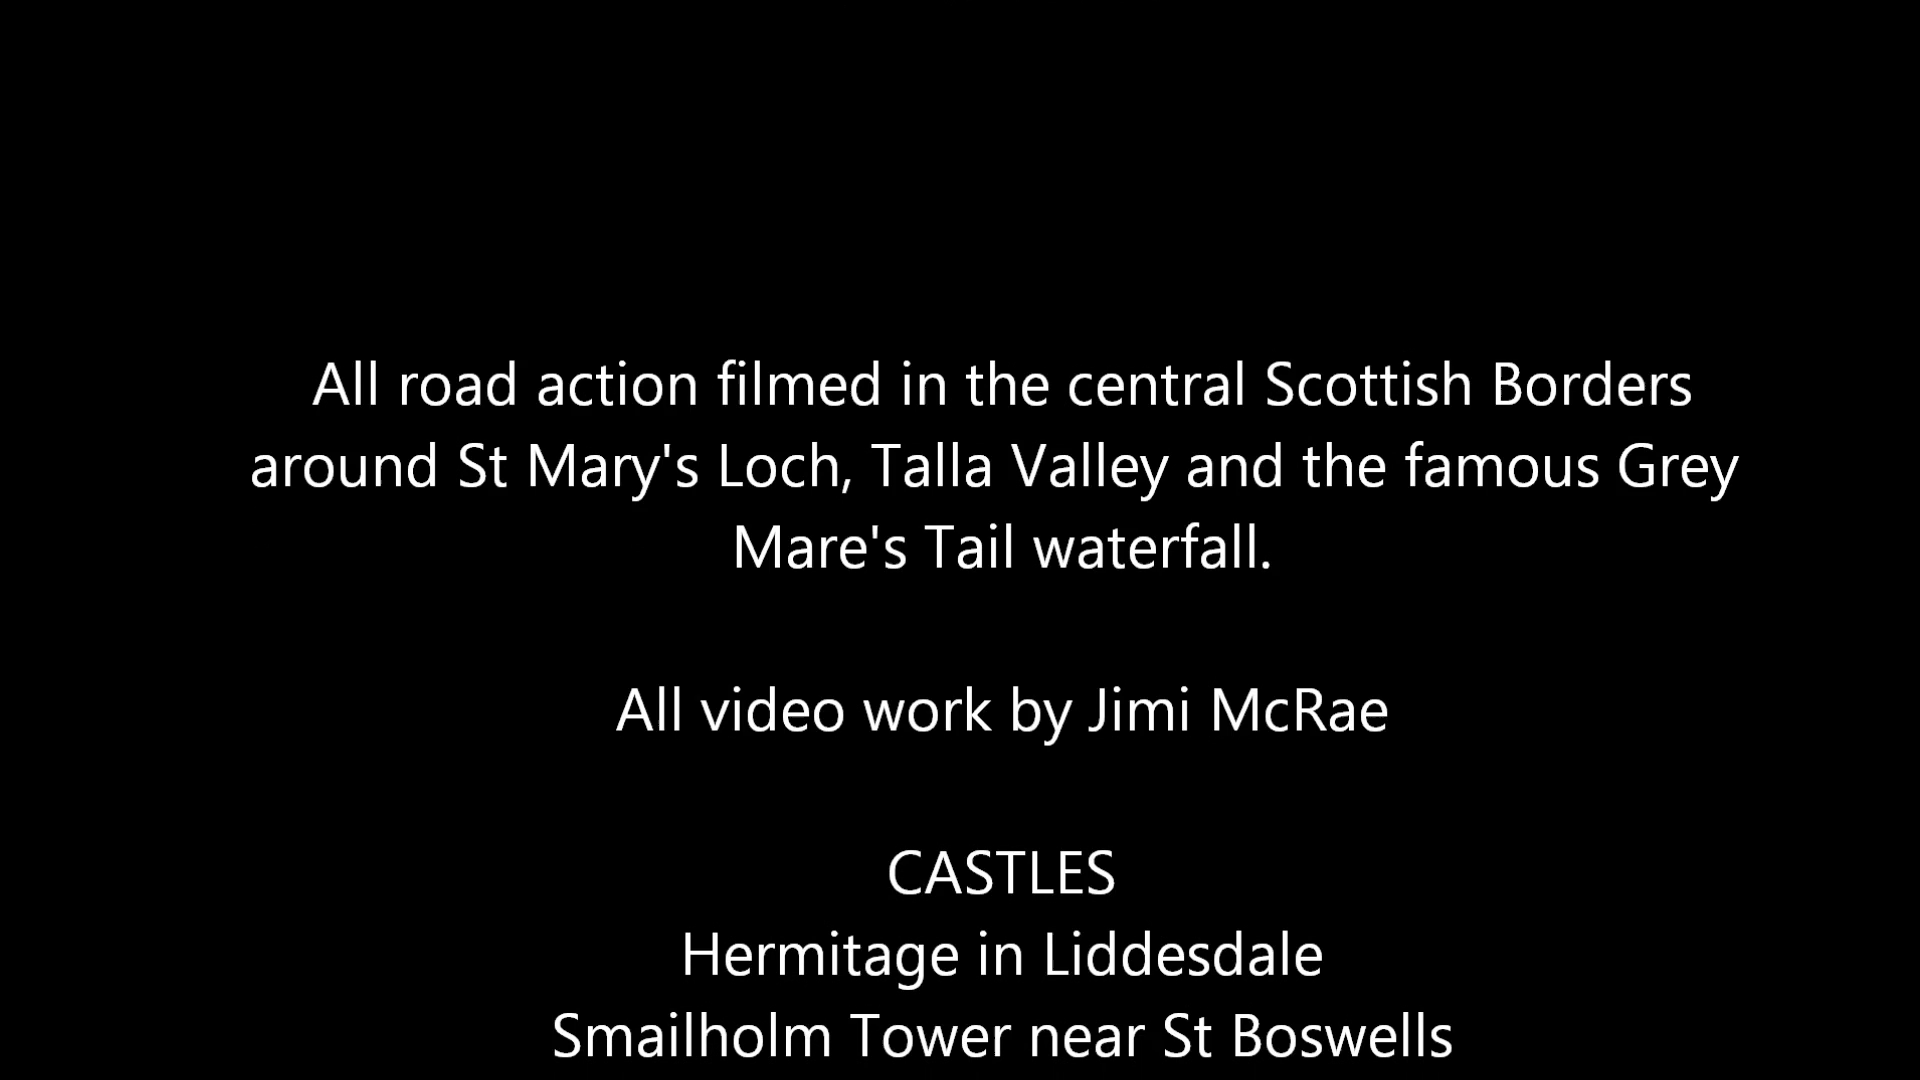 All road action filmed in the central Scottish Borders
around St Mary's Loch, Talla Valley and the famous Grey
Mare's Tail waterfall.
All video work by Jimi McRae
CASTLES
Hermitage in Liddesdale
Smailholm Tower near St Boswells